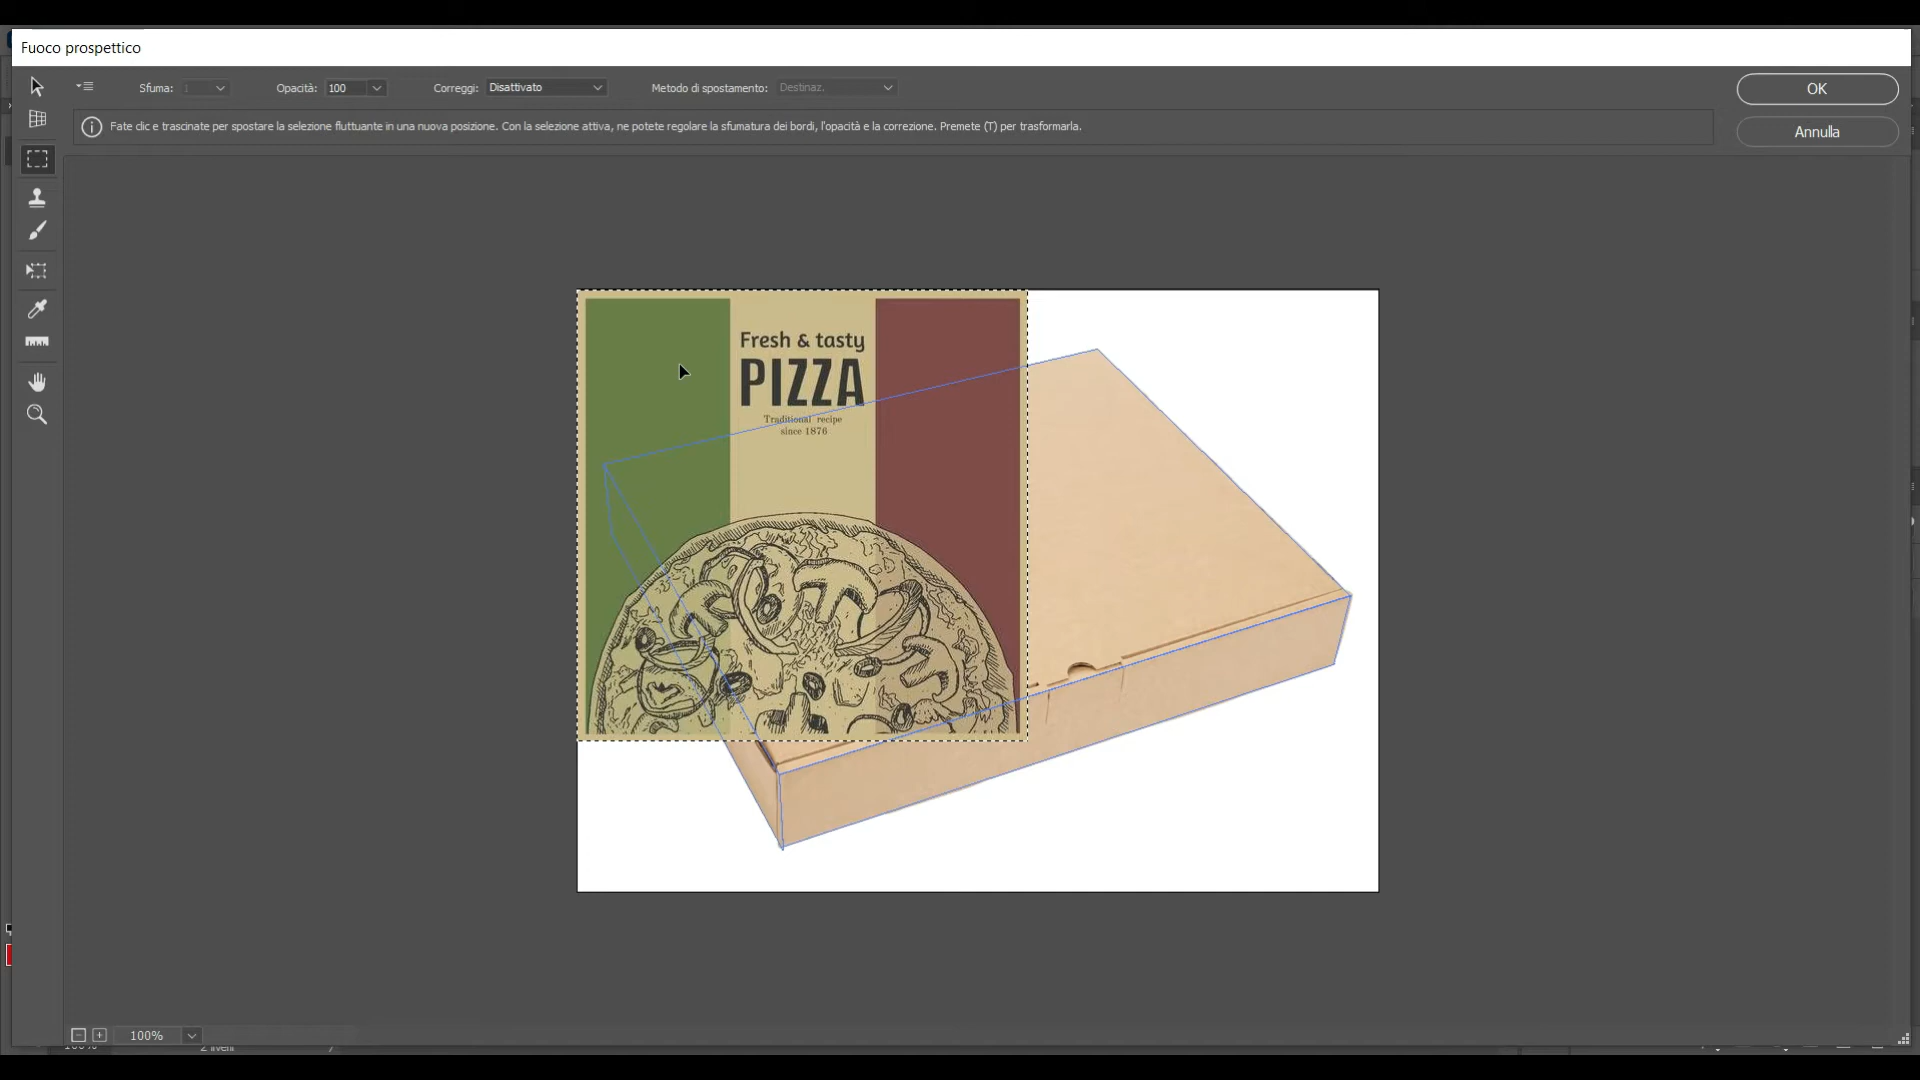 Fuoco prospettico
Sfuma: 1 Opacità: 100 Correggi: Disattivato Metodo di spostamento: Destinaz.
OK
Fate clic e trascinate per spostare la selezione fluttuante in una nuova posizione. Con la selezione attiva, ne potete regolare la sfumatura dei bordi, l'opacità e la correzione. Premete (T) per trasformarla.
Annulla
Fresh & tasty
PIZZA
Traditional recipe
since 1876
100%